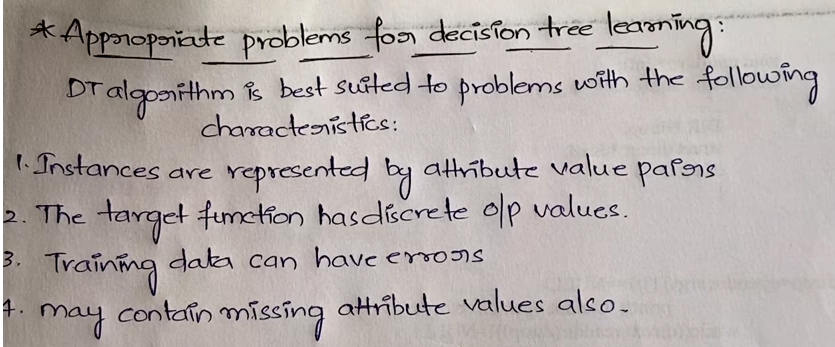 * Appropriate problems for decision tree learning:
DT algorithm is best suited to problems with the following
characteristics:
1. Instances are represented by attribute value pairs
2. The target function has discrete o/p values.
3. Training data can have errors
4. may contain missing attribute values also.